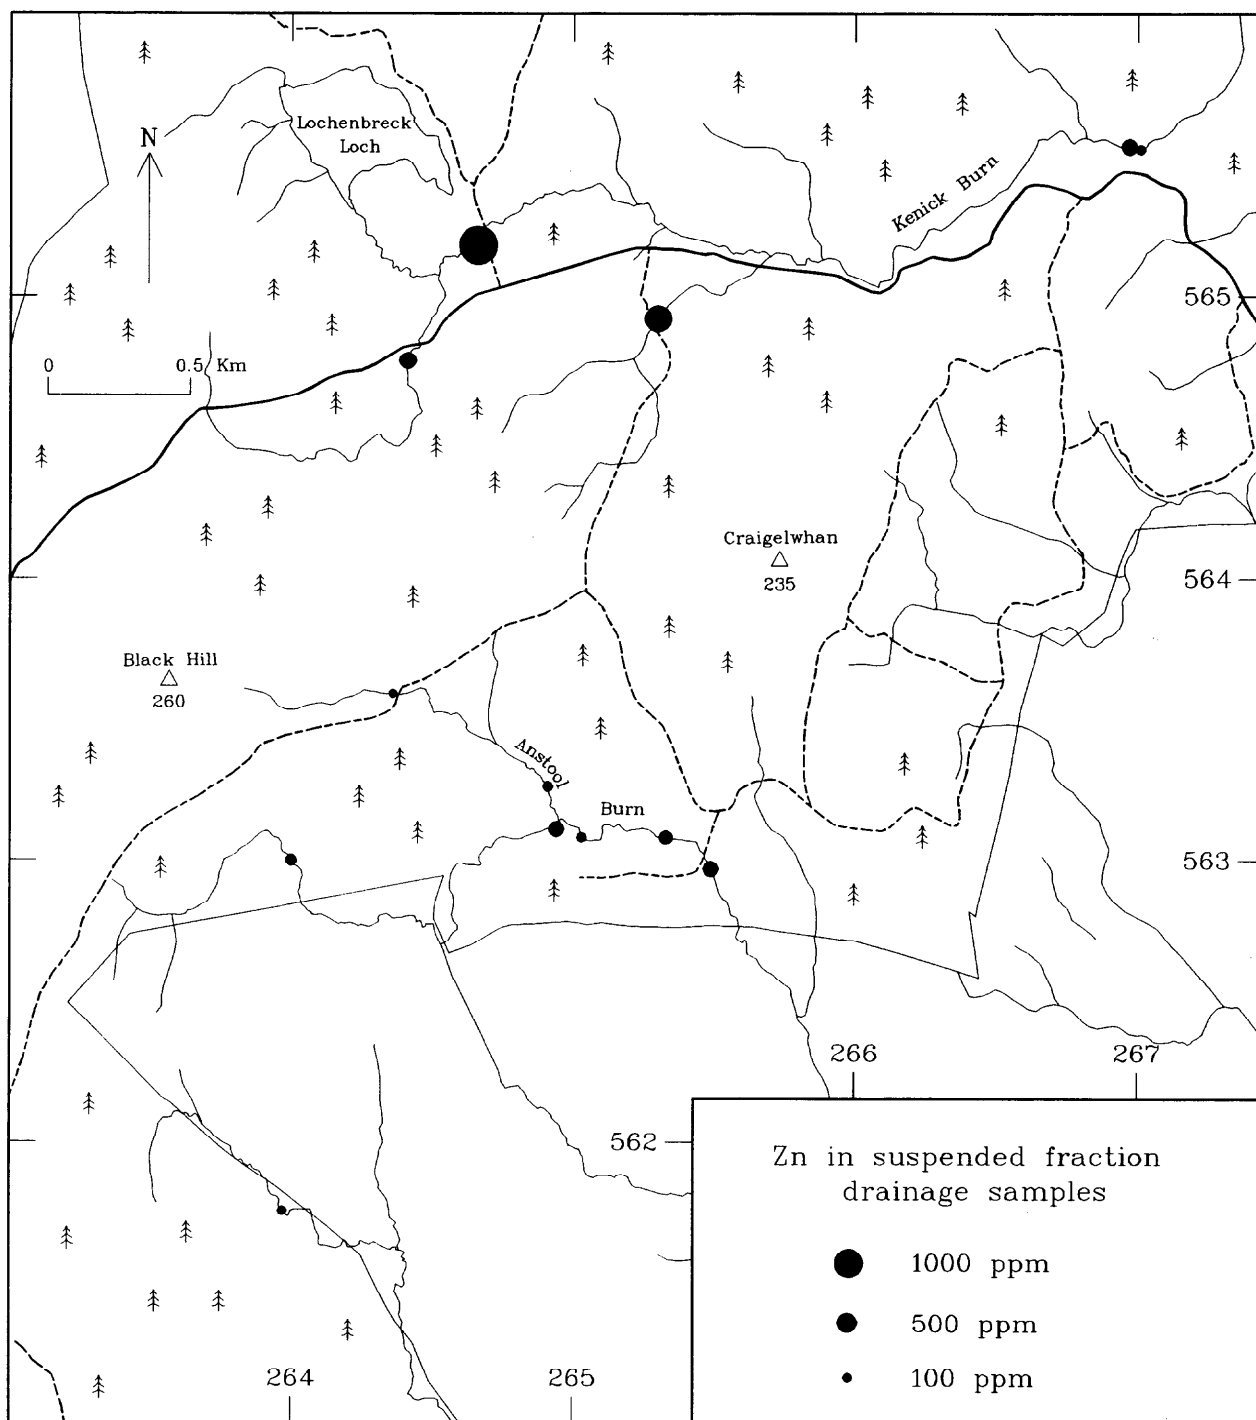 Lochenbreck
Loch
N
Kenick Burn
565
0
0.5 Km
Craigelwhan
235
564
Black Hill
260
Anstool
Burn
563
266
267
562
Zn in suspended fraction
drainage samples
1000 ppm
500 ppm
100 ppm
264
265